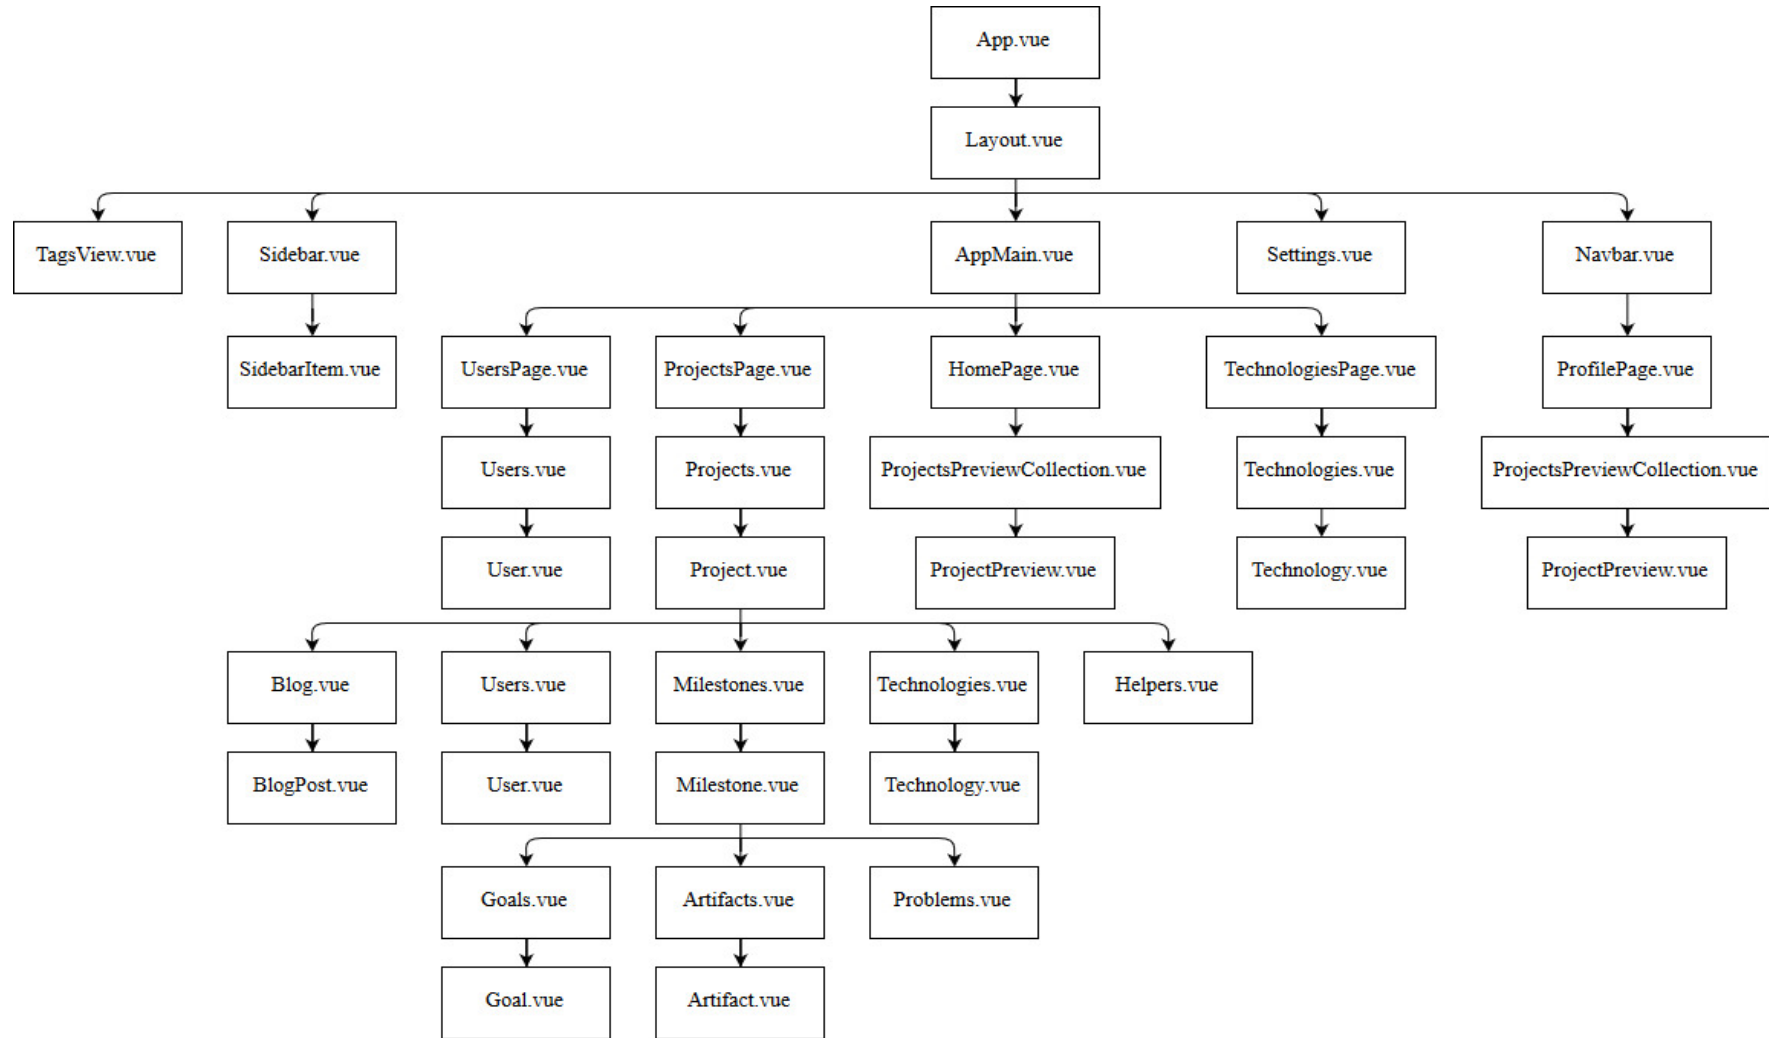 App.vue
Layout.vue
TagsView.vue
Sidebar.vue
AppMain.vue
Settings.vue
Navbar.vue
SidebarItem.vue
UsersPage.vue
ProjectsPage.vue
HomePage.vue
TechnologiesPage.vue
ProfilePage.vue
Users.vue
Projects.vue
ProjectsPreviewCollection.vue
Technologies.vue
ProjectsPreviewCollection.vue
User.vue
Project.vue
ProjectPreview.vue
Technology.vue
ProjectPreview.vue
Blog.vue
Users.vue
Milestones.vue
Technologies.vue
Helpers.vue
BlogPost.vue
User.vue
Milestone.vue
Technology.vue
Goals.vue
Artifacts.vue
Problems.vue
Goal.vue
Artifact.vue